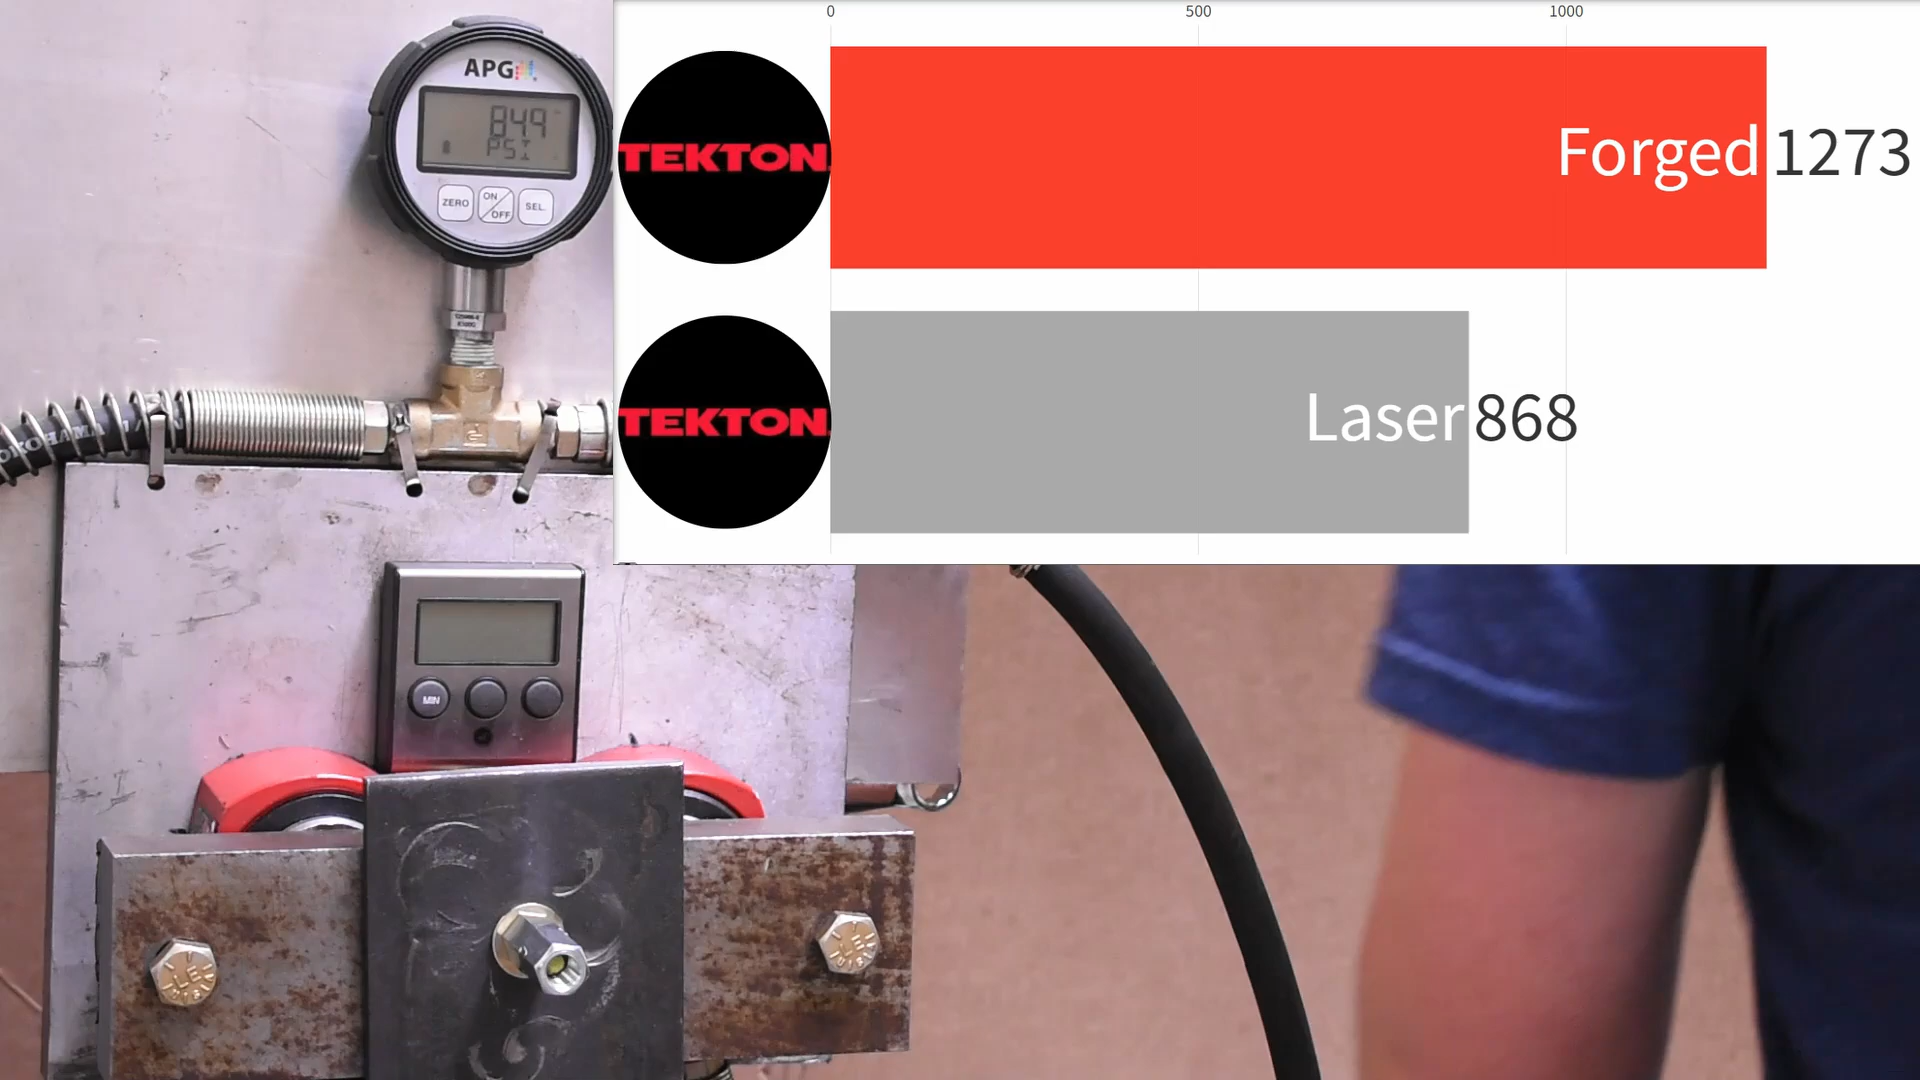 APG
849
PSI
ZERO
ON
OFF
SEL.
MIN
0
500
1000
TEKTON
Forged 1273
TEKTON
Laser 868